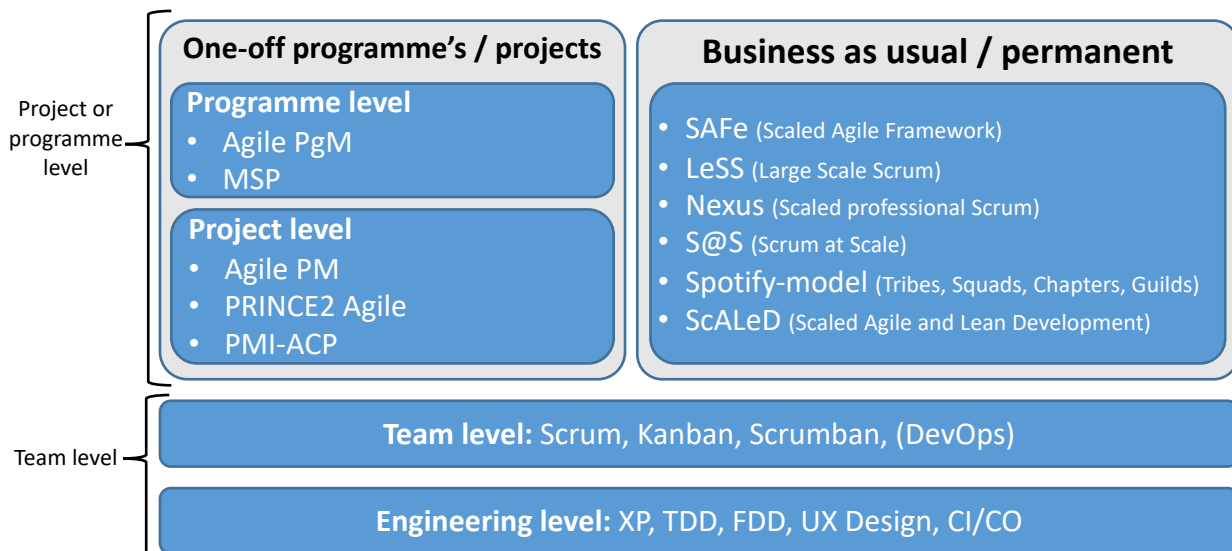 Project or
programme
level
One-off programme's / projects
Programme level
• Agile PgM
• MSP
Project level
• Agile PM
• PRINCE2 Agile
• PMI-ACP
Business as usual / permanent
• SAFe (Scaled Agile Framework)
• LeSS (Large Scale Scrum)
• Nexus (Scaled professional Scrum)
• S@S (Scrum at Scale)
• Spotify-model (Tribes, Squads, Chapters, Guilds)
• ScALeD (Scaled Agile and Lean Development)
Team level
Team level: Scrum, Kanban, Scrumban, (DevOps)
Engineering level: XP, TDD, FDD, UX Design, CI/CO